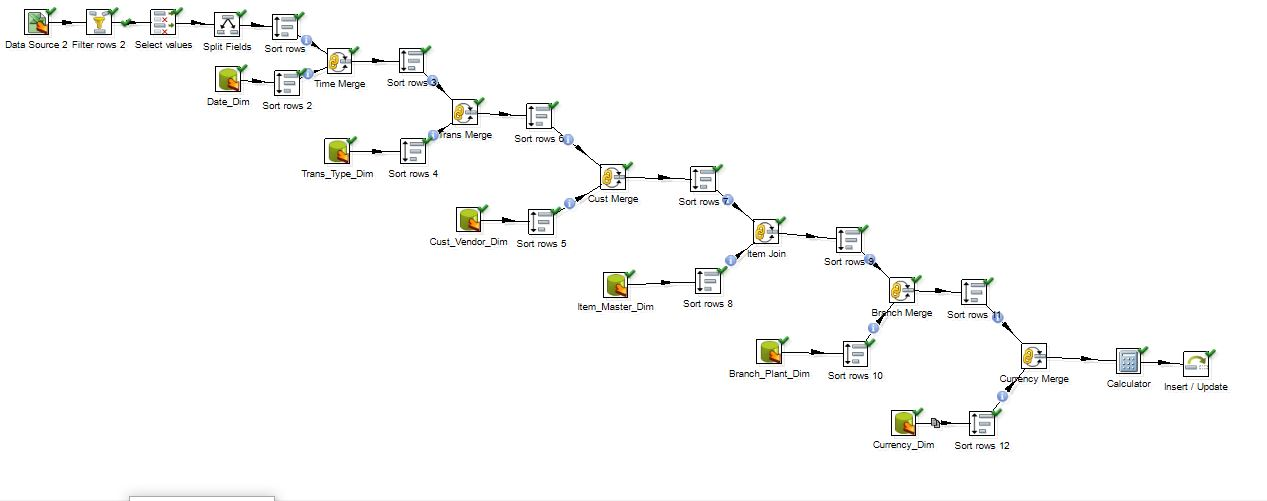 Data Source 2 Filter rows 2 Select values Split Fields Sort rows
Time Merge Sort rows 3
Date_Dim Sort rows 2
Trans Merge Sort rows 6
Trans_Type_Dim Sort rows 4
Cust Merge Sort rows 7
Cust_Vendor_Dim Sort rows 5
Item Join Sort rows 9
Item_Master_Dim Sort rows 8
Branch Merge Sort rows 11
Branch_Plant_Dim Sort rows 10
Currency Merge Calculator Insert / Update
Currency_Dim Sort rows 12